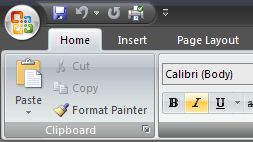 Home Insert Page Layout
Cut
Calibri (Body)
Copy
Paste
B I U
Format Painter
Clipboard